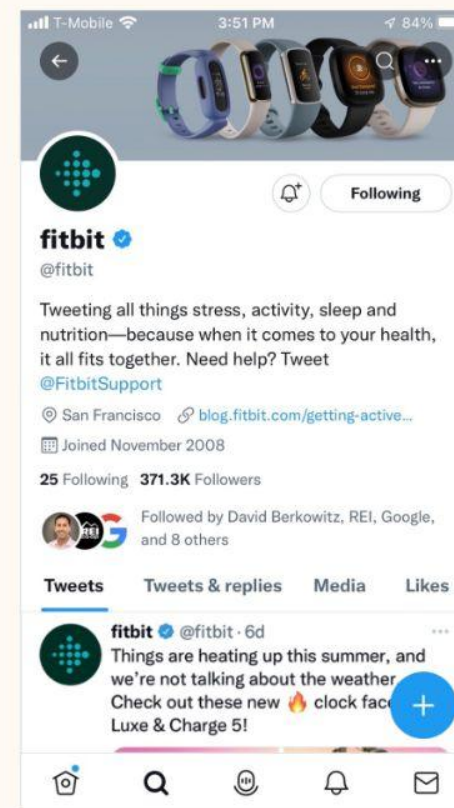 T-Mobile 3:51 PM 84%
Following
fitbit
@fitbit
Tweeting all things stress, activity, sleep and
nutrition—because when it comes to your health,
it all fits together. Need help? Tweet
@FitbitSupport
San Francisco blog.fitbit.com/getting-active...
Joined November 2008
25 Following 371.3K Followers
REI
Followed by David Berkowitz, REI, Google,
and 8 others
Tweets Tweets & replies Media Likes
fitbit @fitbit · 6d
Things are heating up this summer, and
we're not talking about the weather
Check out these new 🔥 clock
Luxe & Charge 5!